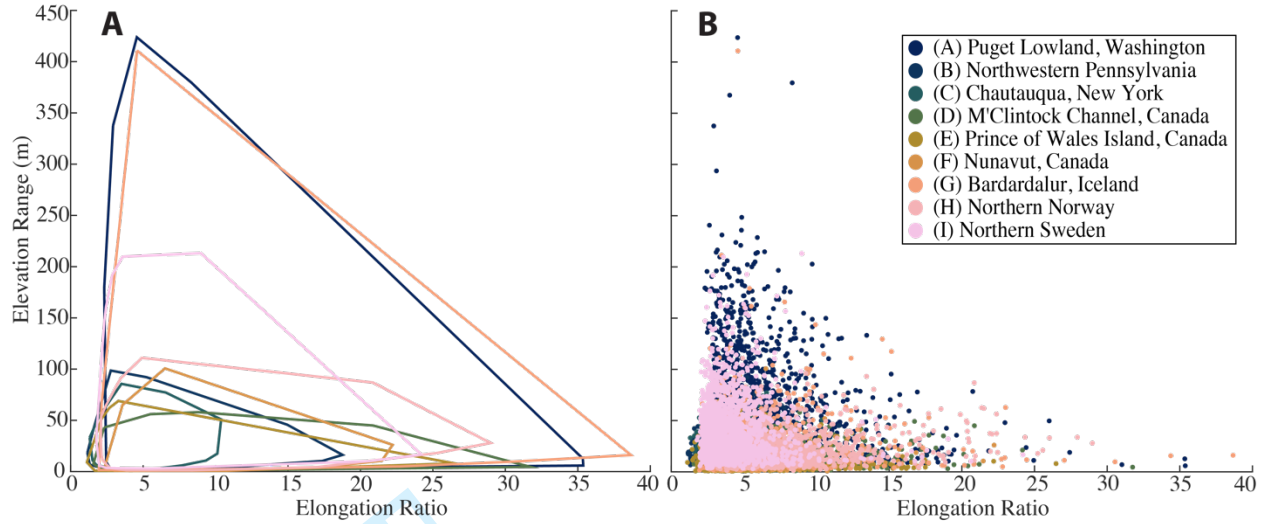 A
Elevation Range (m)
450
400
350
300
250
200
150
100
50
0
0 5 10 15 20 25 30 35 40
Elongation Ratio
B
(A) Puget Lowland, Washington
(B) Northwestern Pennsylvania
(C) Chautauqua, New York
(D) M'Clintock Channel, Canada
(E) Prince of Wales Island, Canada
(F) Nunavut, Canada
(G) Bardardalur, Iceland
(H) Northern Norway
(I) Northern Sweden
0 5 10 15 20 25 30 35 40
Elongation Ratio